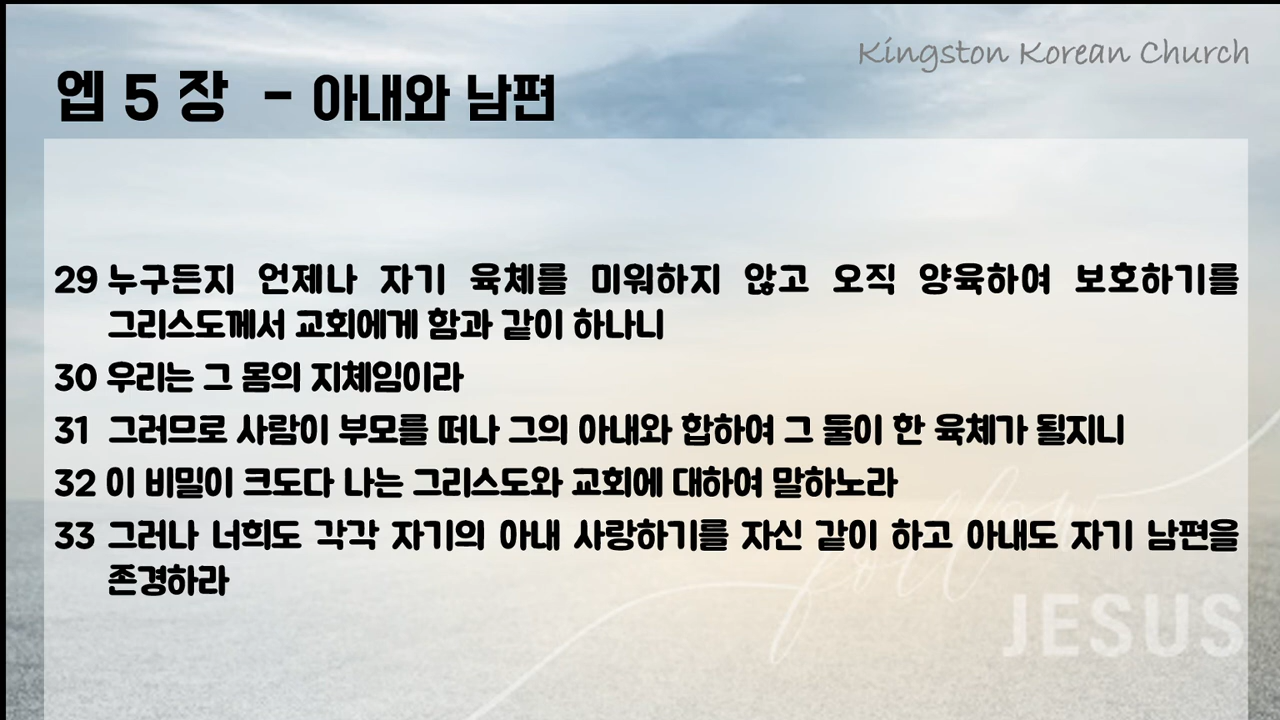 Kingston Korean Church
엡 5 장 - 아내와 남편
29 누구든지 언제나 자기 육체를 미워하지 않고 오직 양육하여 보호하기를
그리스도께서 교회에게 함과 같이 하나니
30 우리는 그 몸의 지체임이라
31 그러므로 사람이 부모를 떠나 그의 아내와 합하여 그 둘이 한 육체가 될지니
32 이 비밀이 크도다 나는 그리스도와 교회에 대하여 말하노라
33 그러나 너희도 각각 자기의 아내 사랑하기를 자신 같이 하고 아내도 자기 남편을
존경하라
follow
JESUS